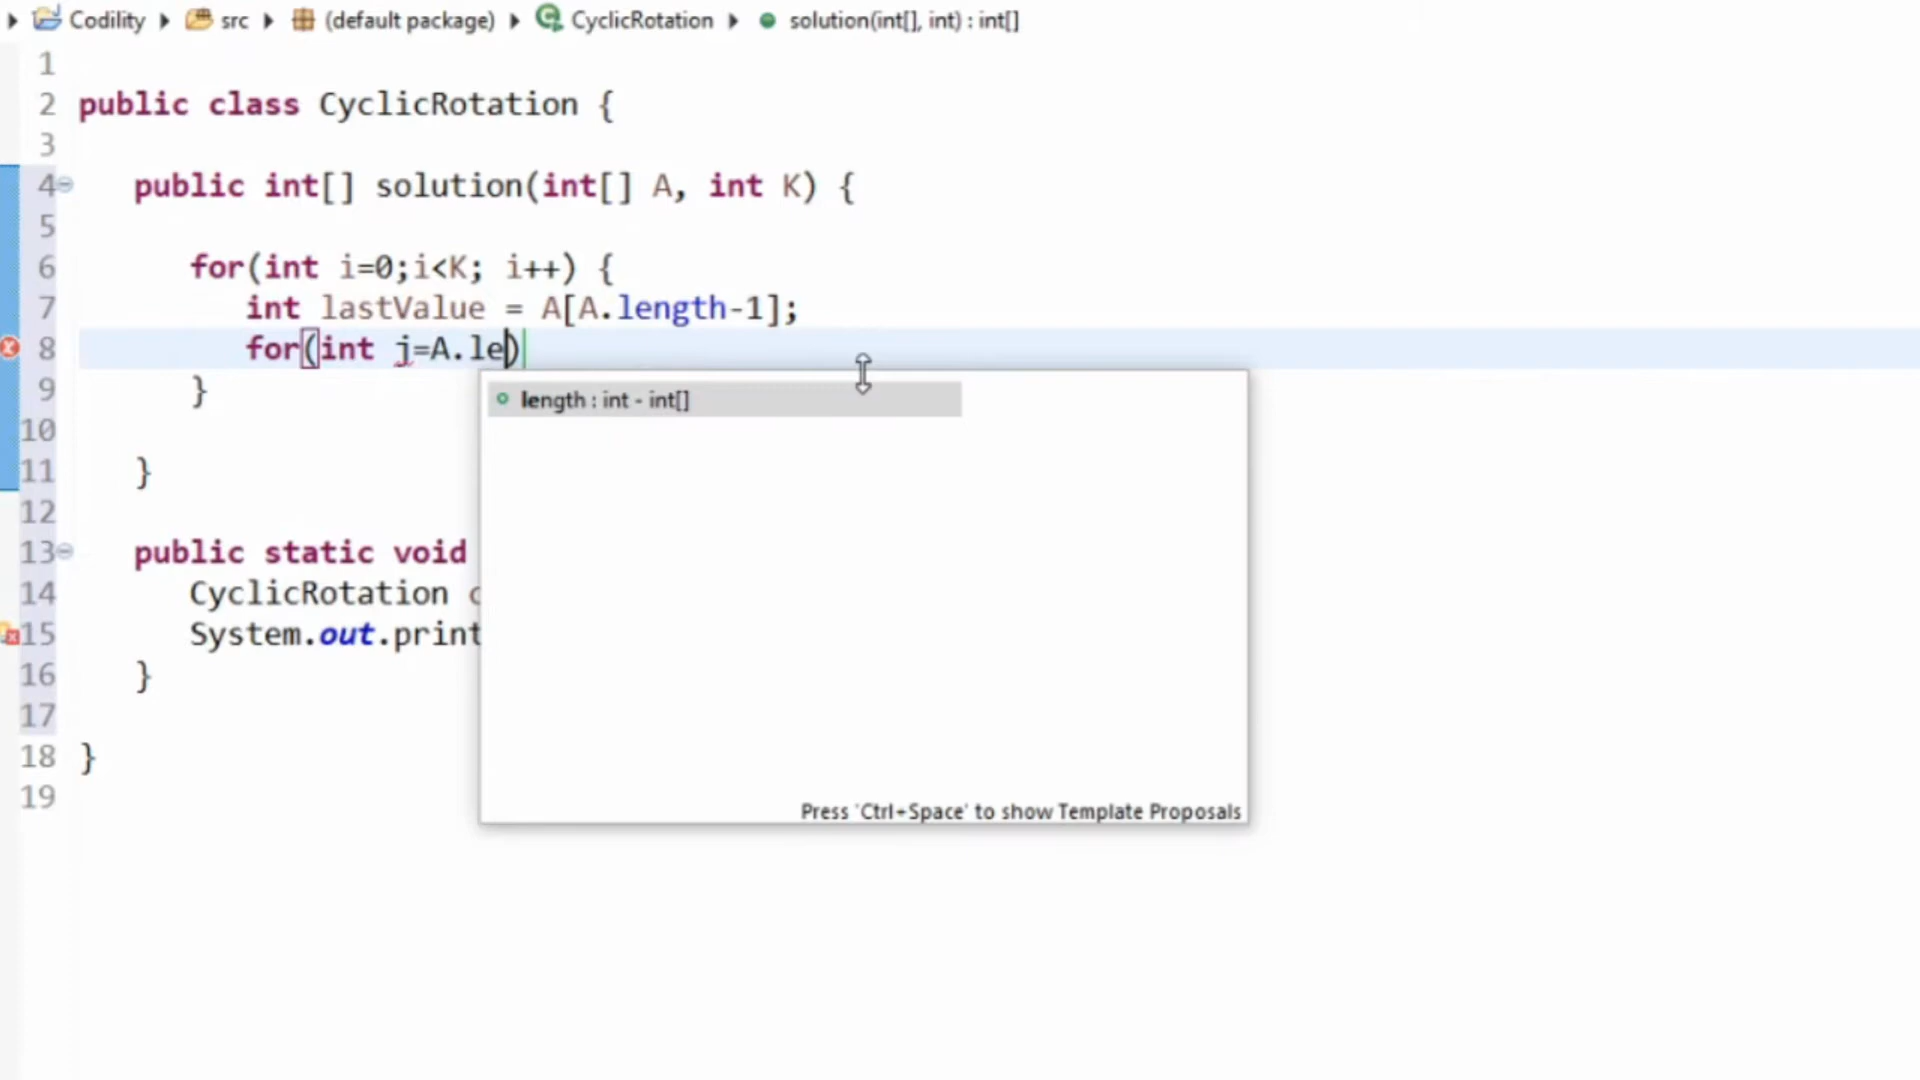 Codility src (default package) CyclicRotation solution(int[], int) : int[]
1
2 public class CyclicRotation {
3
4 public int[] solution(int[] A, int K) {
5
6 for(int i=0;i<K; i++) {
7 int lastValue = A[A.length-1];
8 for(int j=A.le)
length : int - int[]
9 }
10
11 }
12
13 public static void
14 CyclicRotation
15 System.out.print
16 }
17
18 }
19
Press 'Ctrl+Space' to show Template Proposals